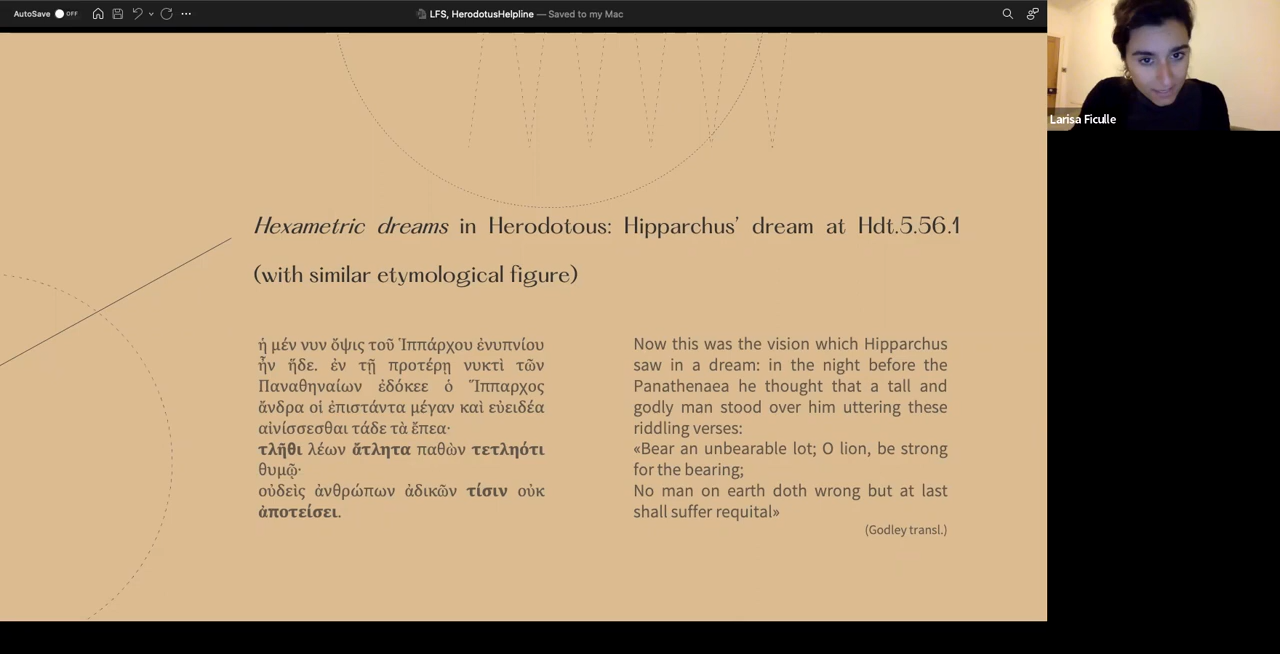 AutoSave OFF
LFS, HerodotusHelpline — Saved to my Mac
Larisa Ficulle
Hexametric dreams in Herodotous: Hipparchus’ dream at Hdt.5.56.1
(with similar etymological figure)
ἡ μέν νυν ὄψις τοῦ Ἱππάρχου ἐνυπνίου
ἦν ἥδε. ἐν τῇ προτέρῃ νυκτὶ τῶν
Παναθηναίων ἐδόκεε ὁ Ἵππαρχος
ἄνδρα οἱ ἐπιστάντα μέγαν καὶ εὐειδέα
αἰνίσσεσθαι τάδε τὰ ἔπεα·
τλῆθι λέων ἄτλητα παθὼν τετληότι
θυμῷ·
οὐδεὶς ἀνθρώπων ἀδικῶν τίσιν οὐκ
ἀποτείσει.
Now this was the vision which Hipparchus
saw in a dream: in the night before the
Panathenaea he thought that a tall and
godly man stood over him uttering these
riddling verses:
«Bear an unbearable lot; O lion, be strong
for the bearing;
No man on earth doth wrong but at last
shall suffer requital»
(Godley transl.)